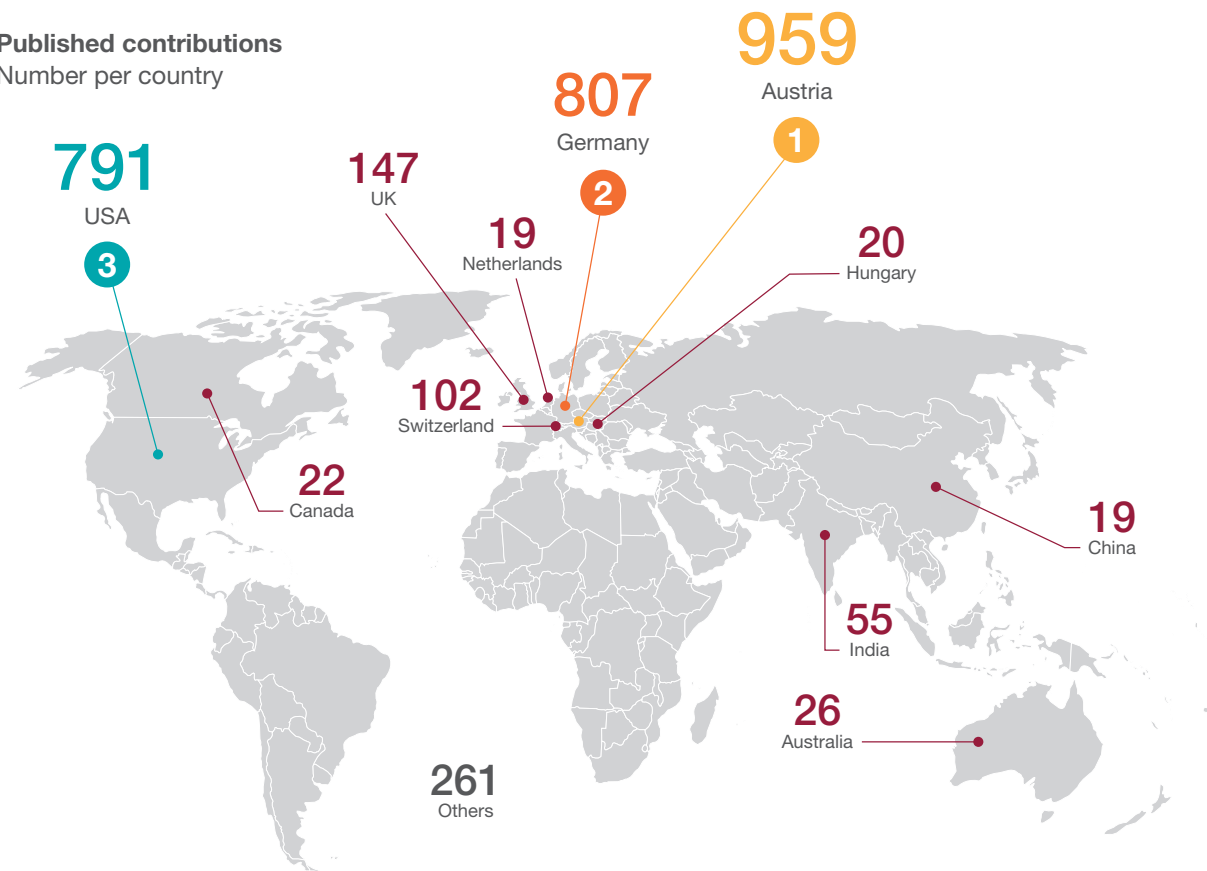 Published contributions
Number per country
959
Austria
1
807
Germany
2
791
USA
3
147
UK
19
Netherlands
20
Hungary
102
Switzerland
22
Canada
19
China
55
India
26
Australia
261
Others